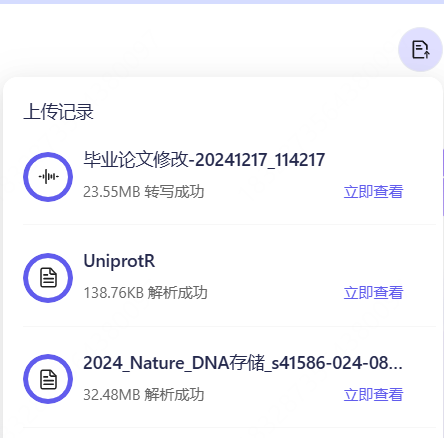 上传记录
毕业论文修改-20241217_114217
23.55MB 转写成功 立即查看
UniprotR
138.76KB 解析成功 立即查看
2024_Nature_DNA存储_s41586-024-08...
32.48MB 解析成功 立即查看